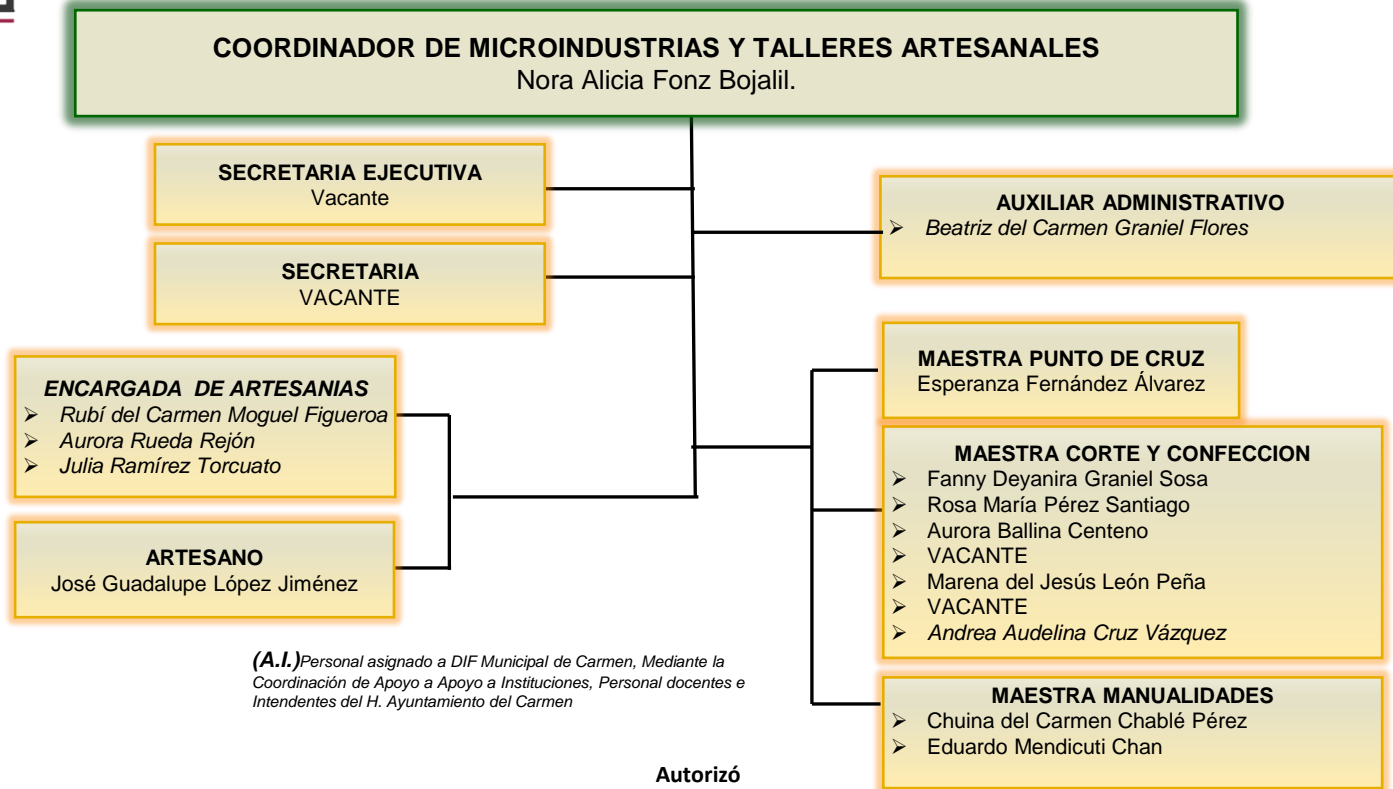 COORDINADOR DE MICROINDUSTRIAS Y TALLERES ARTESANALES
Nora Alicia Fonz Bojalil.
SECRETARIA EJECUTIVA
Vacante
AUXILIAR ADMINISTRATIVO
➢ Beatriz del Carmen Graniel Flores
SECRETARIA
VACANTE
ENCARGADA DE ARTESANIAS
➢ Rubí del Carmen Moguel Figueroa
➢ Aurora Rueda Rejón
➢ Julia Ramírez Torcuato
MAESTRA PUNTO DE CRUZ
Esperanza Fernández Álvarez
MAESTRA CORTE Y CONFECCION
➢ Fanny Deyanira Graniel Sosa
➢ Rosa María Pérez Santiago
➢ Aurora Ballina Centeno
➢ VACANTE
➢ Marena del Jesús León Peña
➢ VACANTE
➢ Andrea Audelina Cruz Vázquez
ARTESANO
José Guadalupe López Jiménez
(A.I.)Personal asignado a DIF Municipal de Carmen, Mediante la
Coordinación de Apoyo a Apoyo a Instituciones, Personal docentes e
Intendentes del H. Ayuntamiento del Carmen
MAESTRA MANUALIDADES
➢ Chuina del Carmen Chablé Pérez
➢ Eduardo Mendicuti Chan
Autorizó